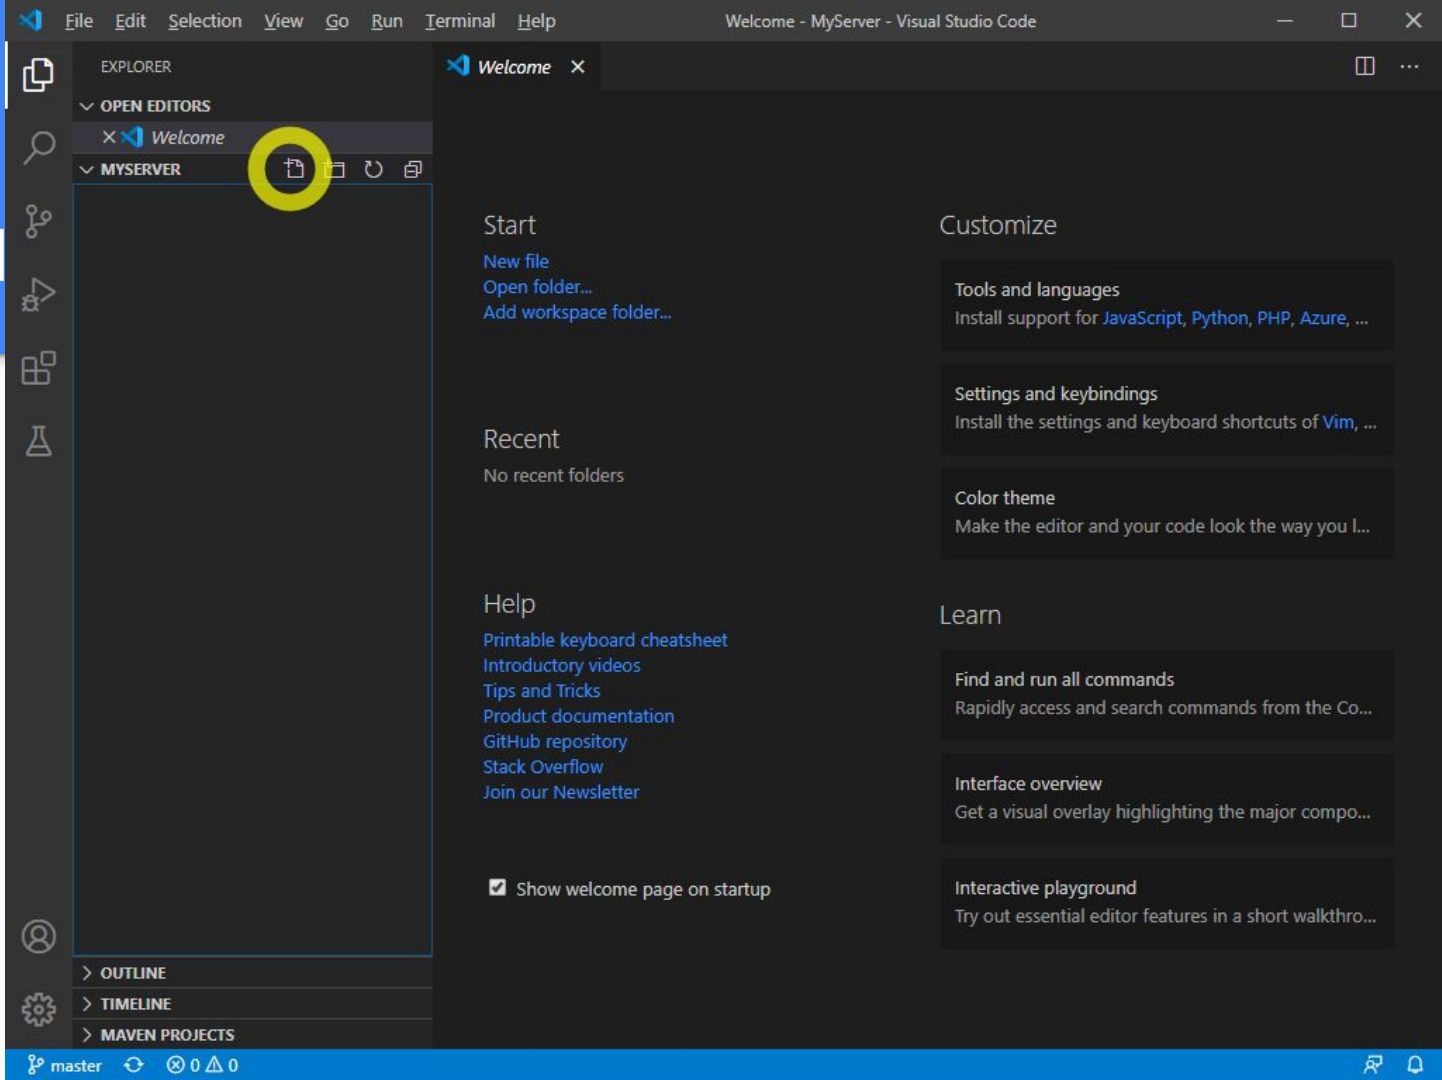 File Edit Selection View Go Run Terminal Help Welcome - MyServer - Visual Studio Code
EXPLORER
Welcome
OPEN EDITORS
Welcome
MYSERVER
Start
New file
Open folder...
Add workspace folder...
Recent
No recent folders
Help
Printable keyboard cheatsheet
Introductory videos
Tips and Tricks
Product documentation
GitHub repository
Stack Overflow
Join our Newsletter
Show welcome page on startup
Customize
Tools and languages
Install support for JavaScript, Python, PHP, Azure, ...
Settings and keybindings
Install the settings and keyboard shortcuts of Vim, ...
Color theme
Make the editor and your code look the way you l...
Learn
Find and run all commands
Rapidly access and search commands from the Co...
Interface overview
Get a visual overlay highlighting the major compo...
Interactive playground
Try out essential editor features in a short walkthro...
OUTLINE
TIMELINE
MAVEN PROJECTS
master 0 0